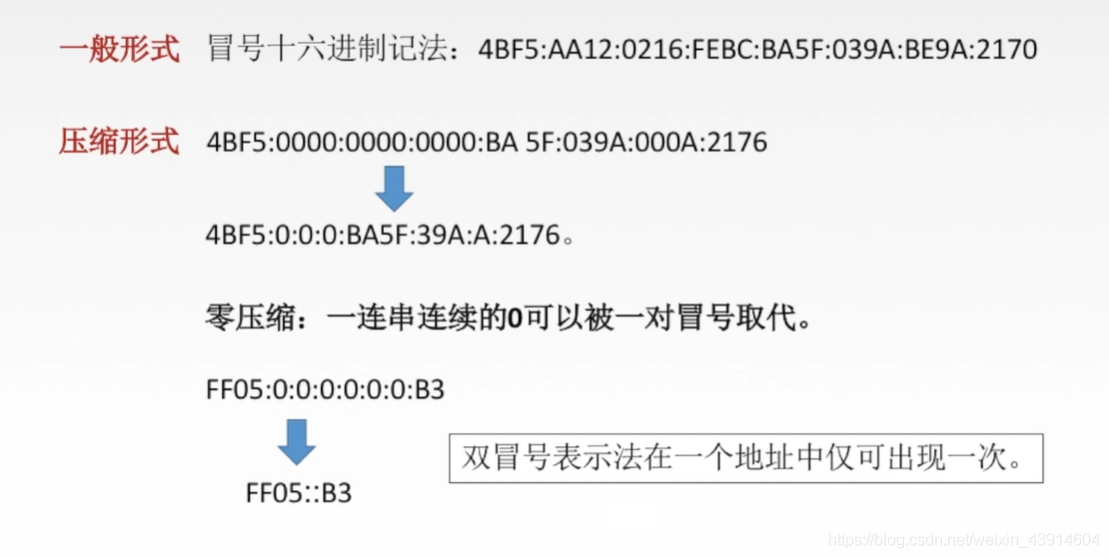 一般形式 冒号十六进制记法：4BF5:AA12:0216:FEBC:BA5F:039A:BE9A:2170
压缩形式 4BF5:0000:0000:0000:BA 5F:039A:000A:2176
4BF5:0:0:0:BA5F:39A:A:2176。
零压缩：一连串连续的0可以被一对冒号取代。
FF05:0:0:0:0:0:0:B3
双冒号表示法在一个地址中仅可出现一次。
FF05::B3
https://blog.csdn.net/weixin_43914604